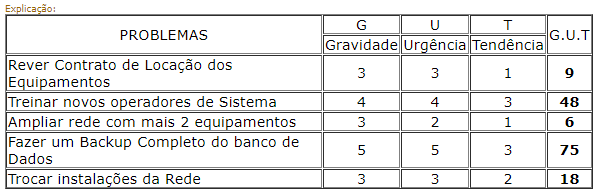 Explicação:
PROBLEMAS G U T G.U.T
Gravidade Urgência Tendência
Rever Contrato de Locação dos
Equipamentos 3 3 1 9
Treinar novos operadores de Sistema 4 4 3 48
Ampliar rede com mais 2 equipamentos 3 2 1 6
Fazer um Backup Completo do banco de
Dados 5 5 3 75
Trocar instalações da Rede 3 3 2 18